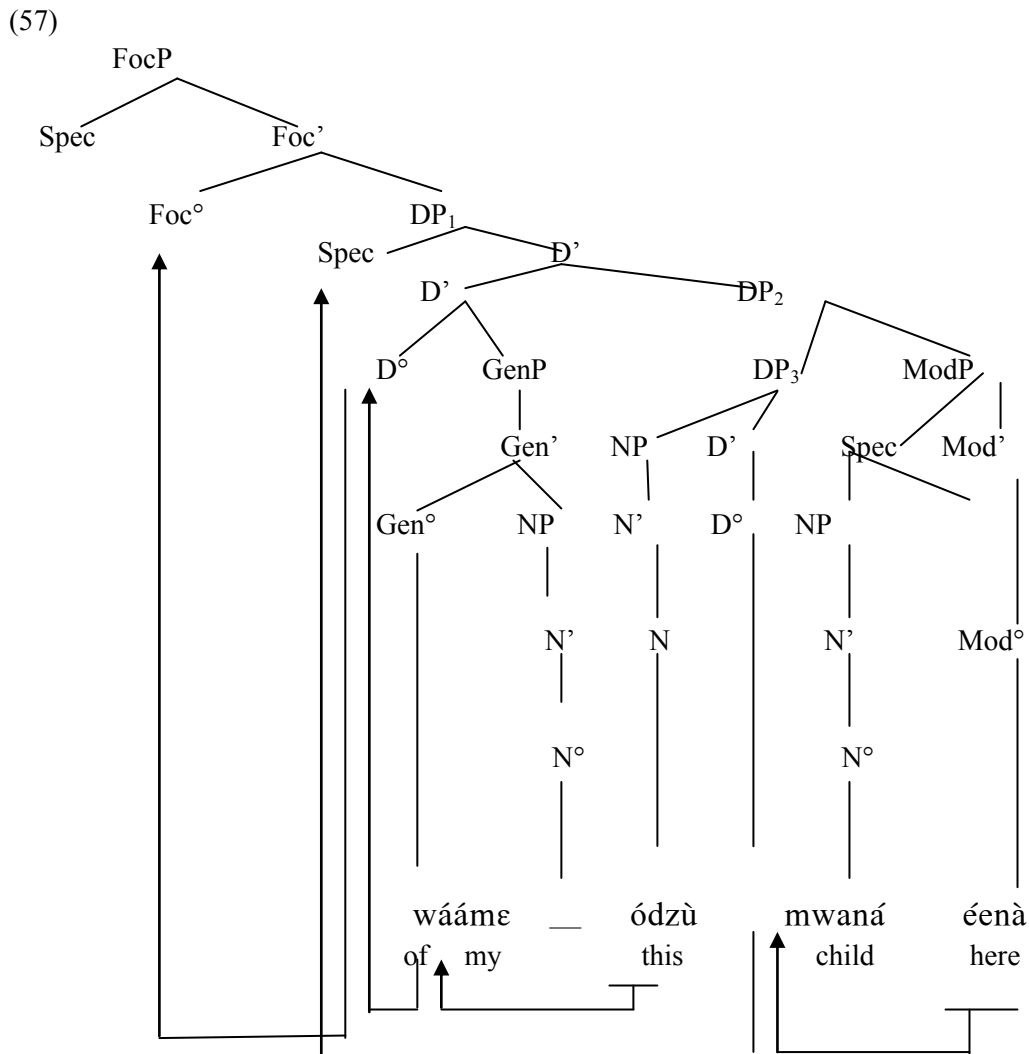 (57)
FocP
Spec Foc’
Foc° DP₁
Spec D’
D’ DP₂
D° GenP DP₃ ModP
Gen’ NP D’ Spec Mod’
Gen° NP N’ D° NP
N’ N N’ Mod°
N° N°
wáámɛ __ ódzù mwaná éenà
of my this child here